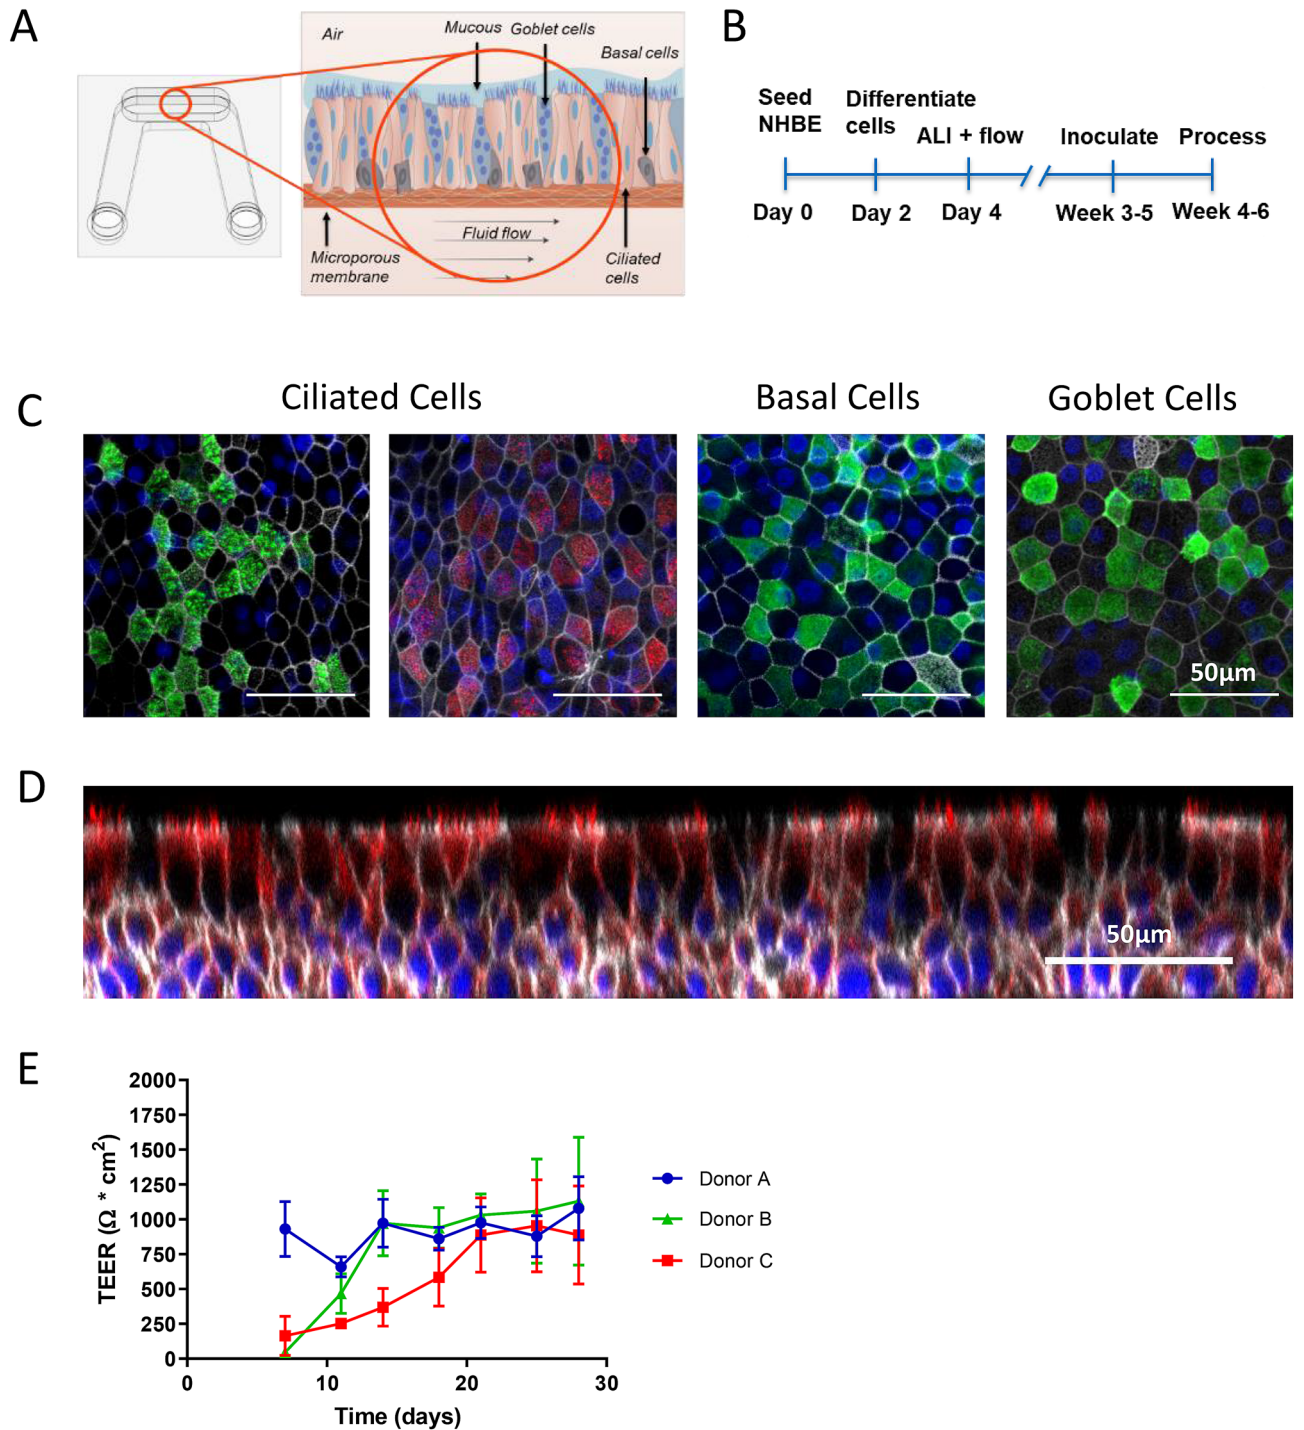 A
Air
Mucous
Goblet cells
Basal cells
Fluid flow
Microporous
membrane
Ciliated
cells
B
Seed
NHBE
Differentiate
cells
ALI + flow
Inoculate
Process
Day 0
Day 2
Day 4
Week 3-5
Week 4-6
C
Ciliated Cells
Basal Cells
Goblet Cells
50µm
D
50µm
E
2000
1750
1500
1250
1000
750
500
250
0
TEER (Ω * cm²)
0
10
20
30
Time (days)
Donor A
Donor B
Donor C